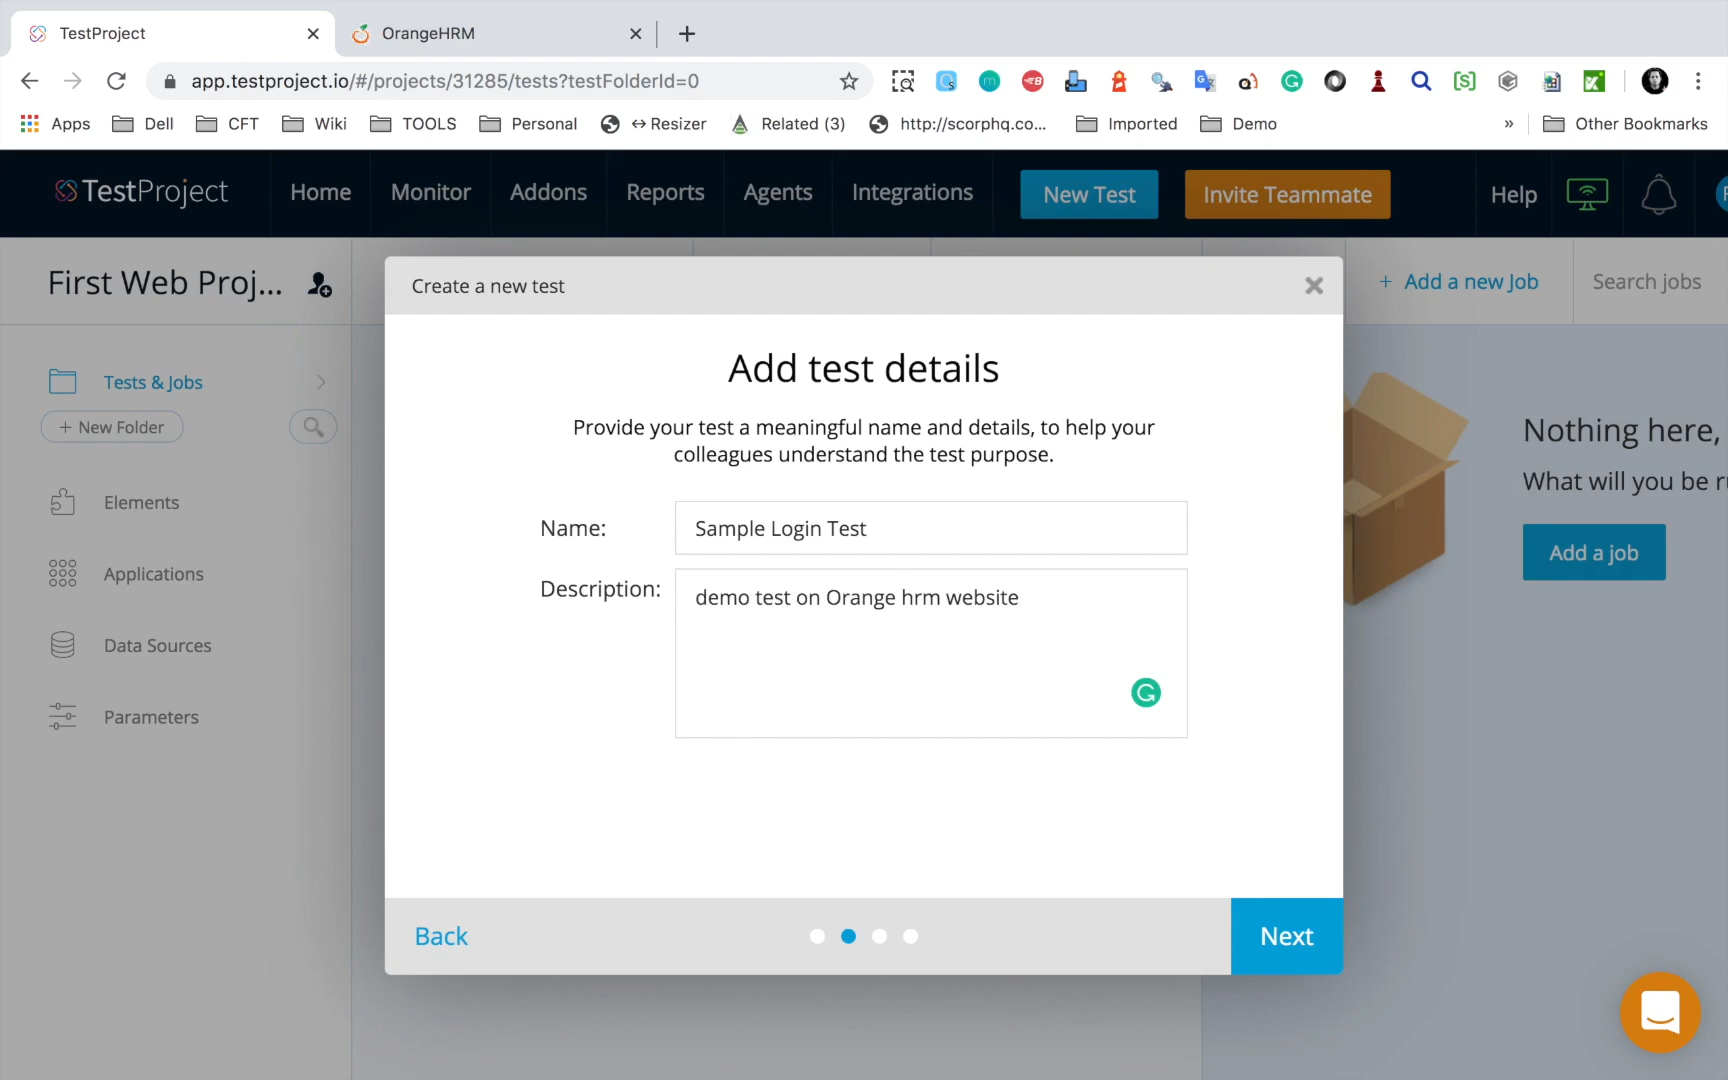 TestProject
OrangeHRM
app.testproject.io/#/projects/31285/tests?testFolderId=0
Apps Dell CFT Wiki TOOLS Personal ↔Resizer Related (3) http://scorphq.co... Imported Demo » Other Bookmarks
TestProject Home Monitor Addons Reports Agents Integrations New Test Invite Teammate Help
First Web Proj...
Create a new test
+ Add a new Job
Search jobs
Add test details
Tests & Jobs
+ New Folder
Provide your test a meaningful name and details, to help your
colleagues understand the test purpose.
Nothing here,
What will you be
Elements
Name: Sample Login Test
Add a job
Applications
Description: demo test on Orange hrm website
Data Sources
Parameters
Back
Next